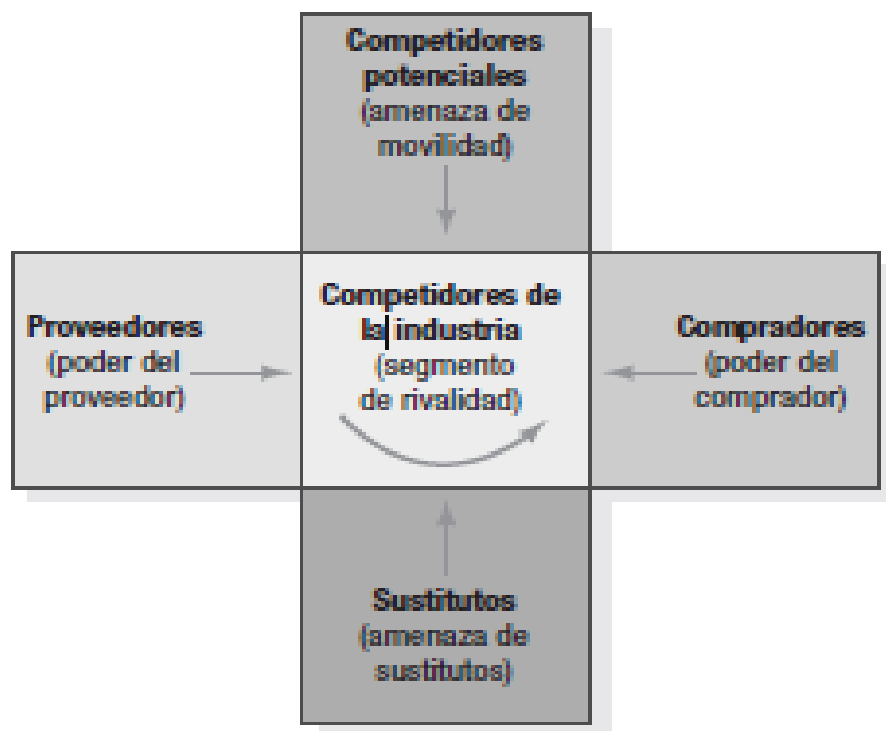 Competidores
potenciales
(amenaza de
movilidad)
Proveedores
(poder del
proveedor)
Competidores de
la industria
(segmento
de rivalidad)
Compradores
(poder del
comprador)
Sustitutos
(amenaza de
sustitutos)